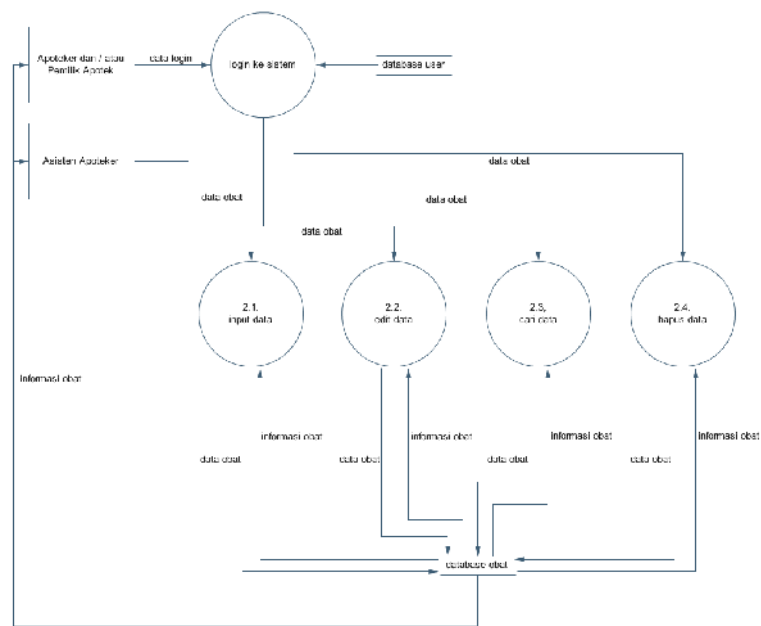 Apoteker dan / atau
Pemilik Apotek
data login
login ke sistem
database user
Asisten Apoteker
data obat
data obat
data obat
data obat
2.1.
input data
2.2.
edit data
2.3,
cari data
2.4.
hapus data
informasi obat
informasi obat
informasi obat
informasi obat
informasi obat
data obat
data obat
data obat
data obat
database obat